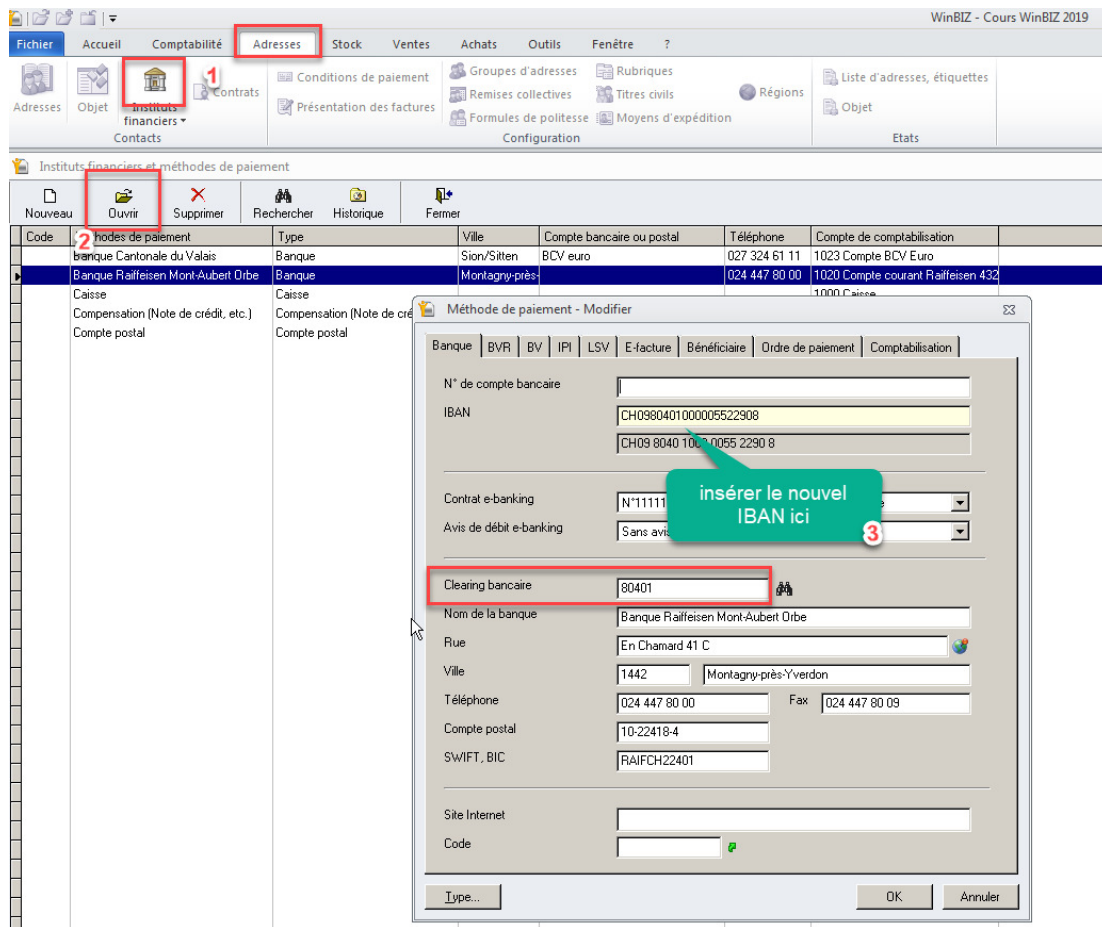 WinBIZ - Cours WinBIZ 2019
Fichier Accueil Comptabilité Adresses Stock Ventes Achats Outils Fenêtre ?
1
Adresses Objet Instituts financiers Contrats
Contacts
Conditions de paiement
Présentation des factures
Groupes d'adresses Rubriques
Remises collectives Titres civils Régions
Formules de politesse Moyens d'expédition
Configuration
Liste d'adresses, étiquettes
Objet
Etats
Instituts financiers et méthodes de paiement
Nouveau Ouvrir Supprimer Rechercher Historique Fermer
2
Code de paiement Type Ville Compte bancaire ou postal Téléphone Compte de comptabilisation
Banque Cantonale du Valais Banque Sion/Sitten BCV euro 027 324 61 11 1023 Compte BCV Euro
Banque Raiffeisen Mont-Aubert Orbe Banque Montagny-près- 024 447 80 00 1020 Compte courant Raiffeisen 432
Caisse Caisse 1000 Caisse
Compensation (Note de crédit, etc.) Compensation (Note de cré
Compte postal Compte postal
Méthode de paiement - Modifier
Banque BVR BV IPI LSV E-facture Bénéficiaire Ordre de paiement Comptabilisation
N° de compte bancaire
IBAN CH0980401000005522908
CH09 8040 1000 0055 2290 8
insérer le nouvel
IBAN ici
3
Contrat e-banking N°11111
Avis de débit e-banking Sans avis
Clearing bancaire 80401
Nom de la banque Banque Raiffeisen Mont-Aubert Orbe
Rue En Chamard 41 C
Ville 1442 Montagny-près-Yverdon
Téléphone 024 447 80 00 Fax 024 447 80 09
Compte postal 10-22418-4
SWIFT, BIC RAIFCH22401
Site Internet
Code
Type... OK Annuler